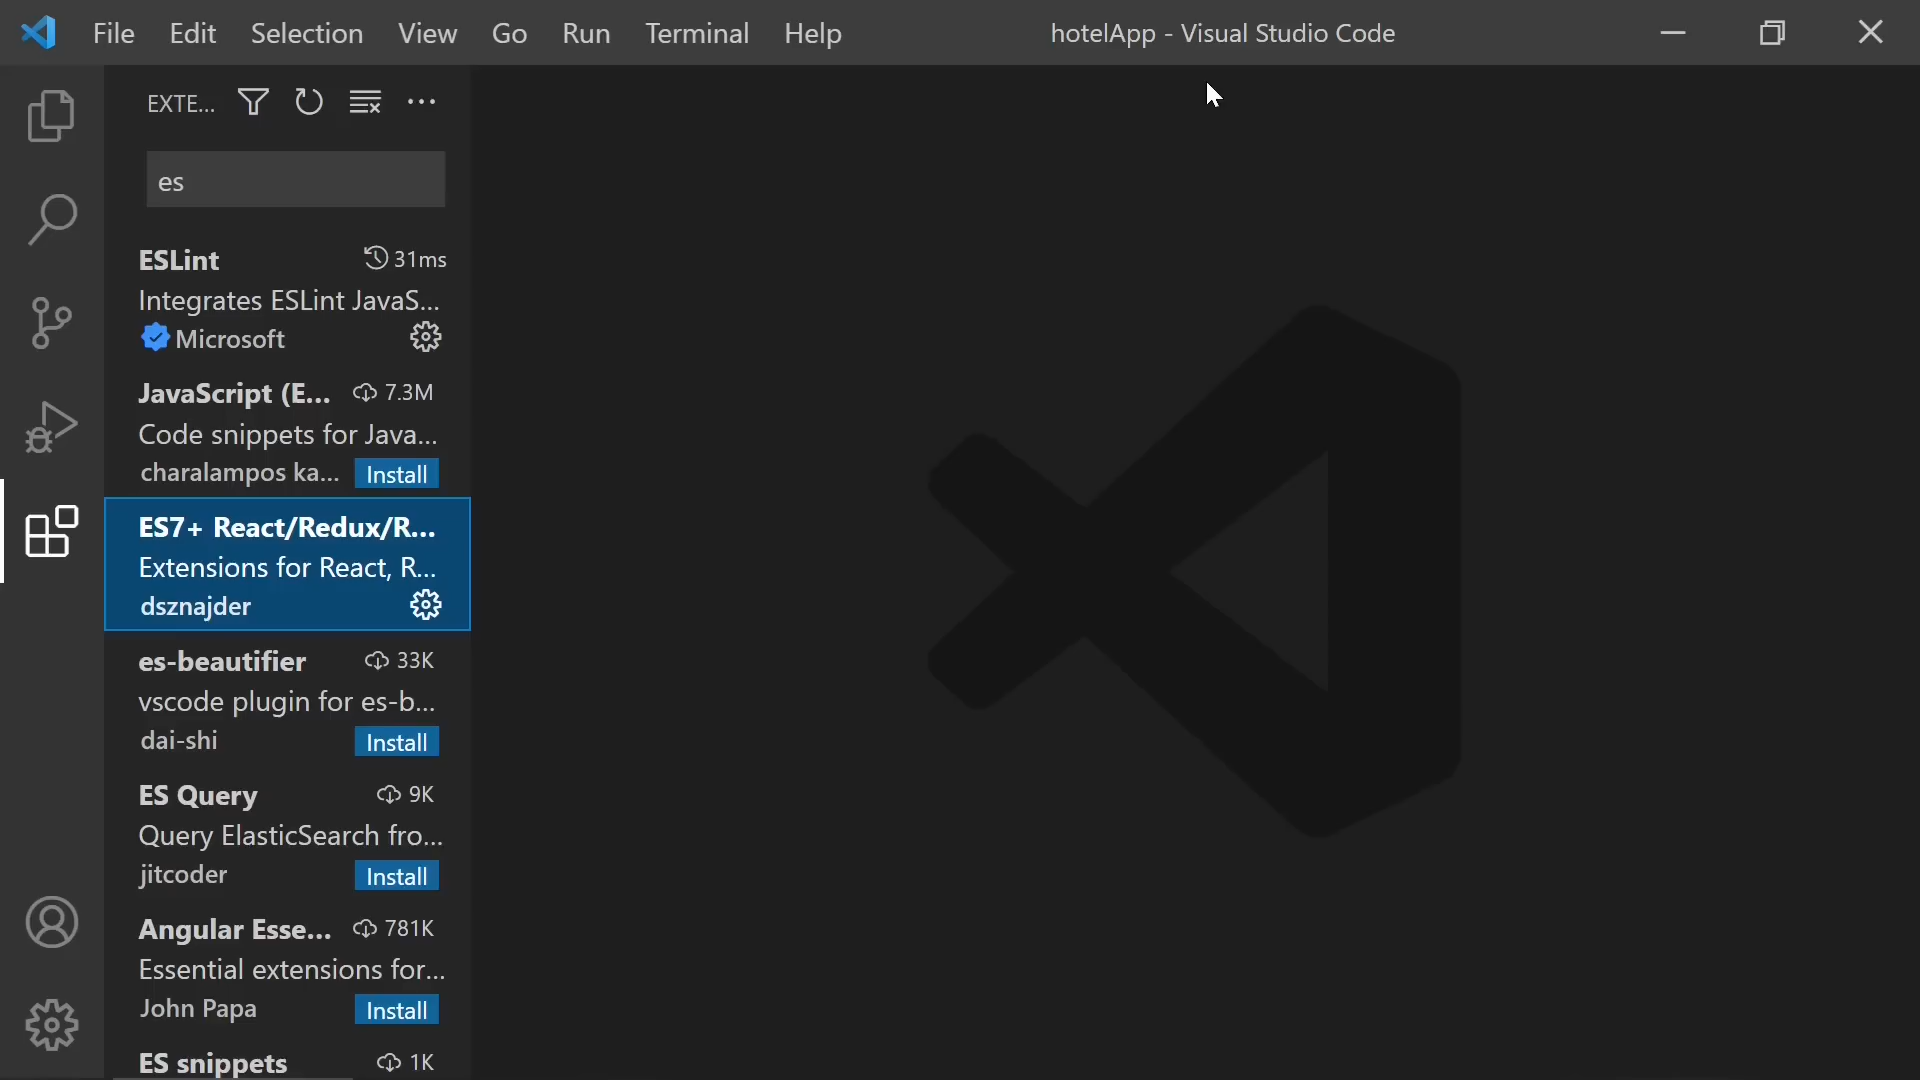 File Edit Selection View Go Run Terminal Help hotelApp - Visual Studio Code
EXTE...
es
ESLint 31ms
Integrates ESLint JavaS...
Microsoft
JavaScript (E... 7.3M
Code snippets for Java...
charalampos ka... Install
ES7+ React/Redux/R...
Extensions for React, R...
dsznajder
es-beautifier 33K
vscode plugin for es-b...
dai-shi Install
ES Query 9K
Query ElasticSearch fro...
jitcoder Install
Angular Esse... 781K
Essential extensions for...
John Papa Install
ES snippets 1K